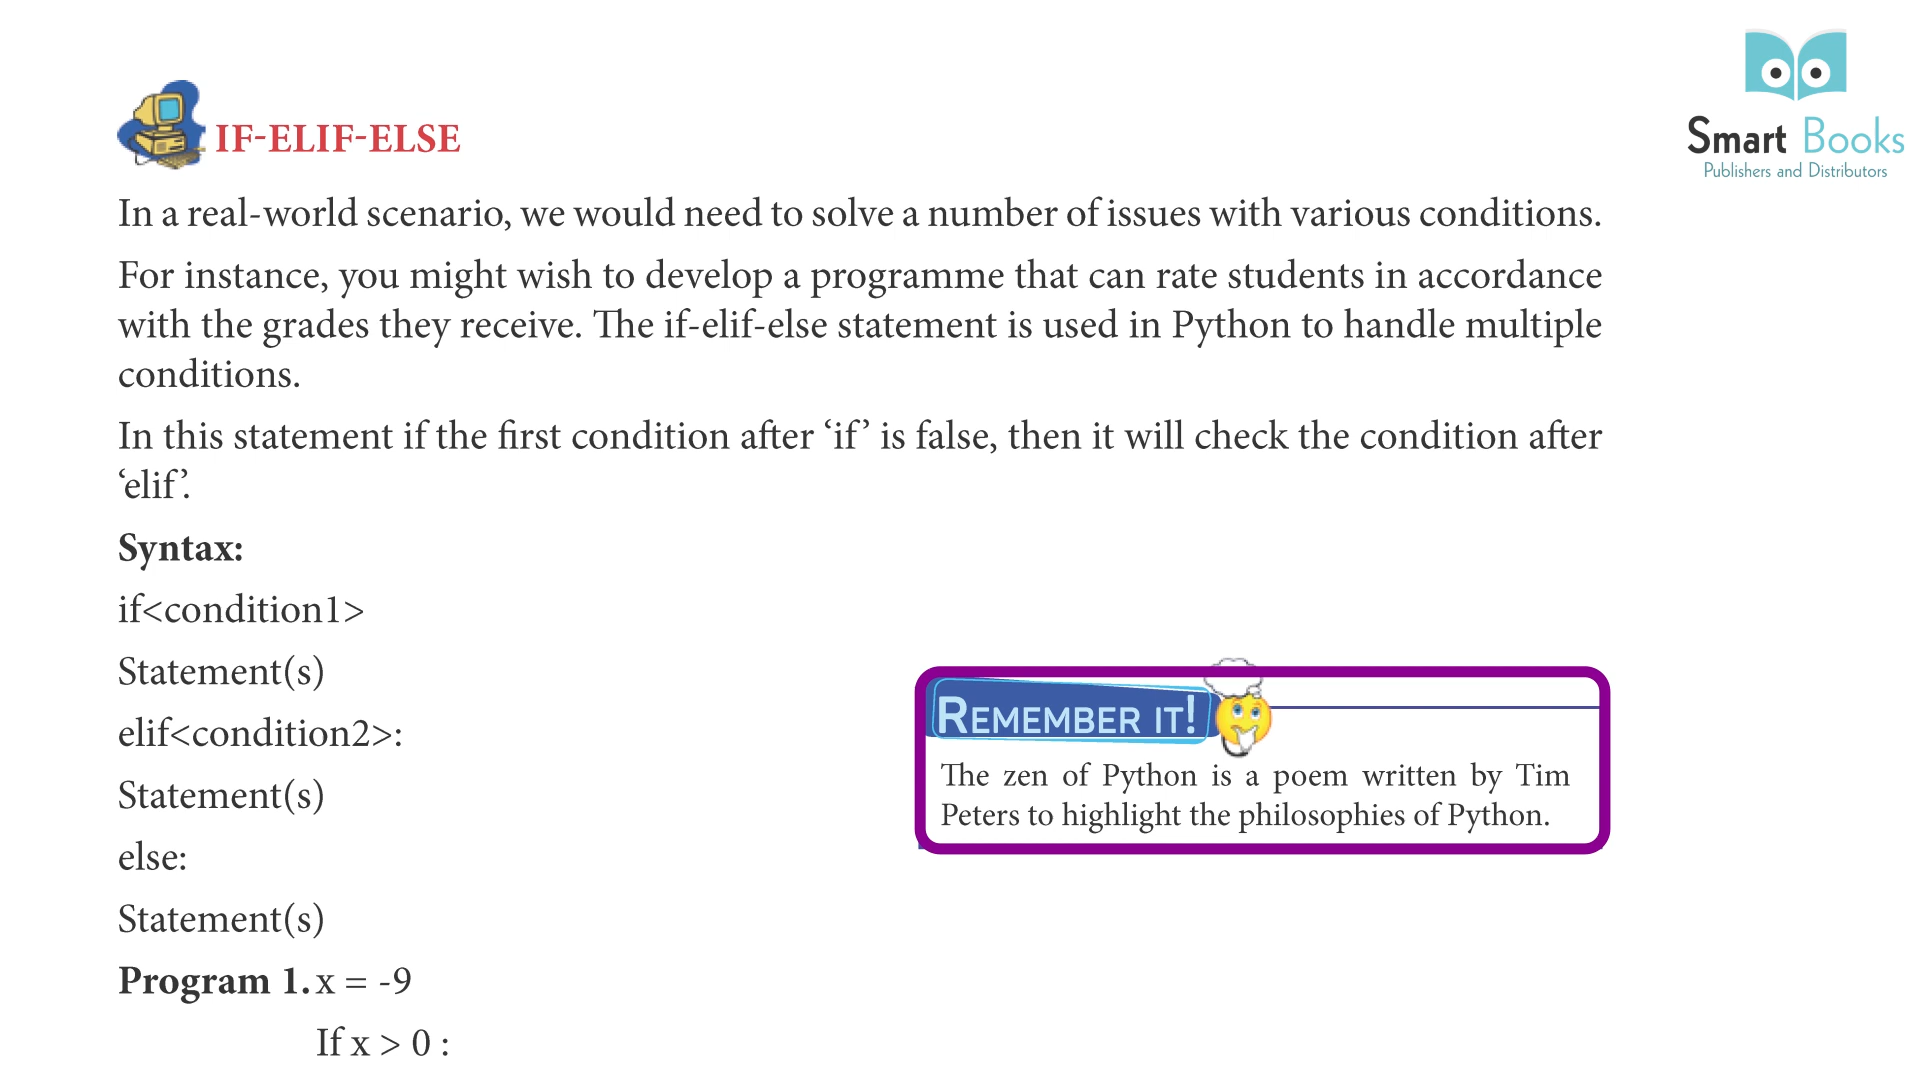 Smart Books
Publishers and Distributors
IF-ELIF-ELSE
In a real-world scenario, we would need to solve a number of issues with various conditions.
For instance, you might wish to develop a programme that can rate students in accordance
with the grades they receive. The if-elif-else statement is used in Python to handle multiple
conditions.
In this statement if the first condition after ‘if’ is false, then it will check the condition after
‘elif’.
Syntax:
if<condition1>
Statement(s)
elif<condition2>:
Statement(s)
else:
Statement(s)
REMEMBER IT!
The zen of Python is a poem written by Tim
Peters to highlight the philosophies of Python.
Program 1. x = -9
If x > 0 :